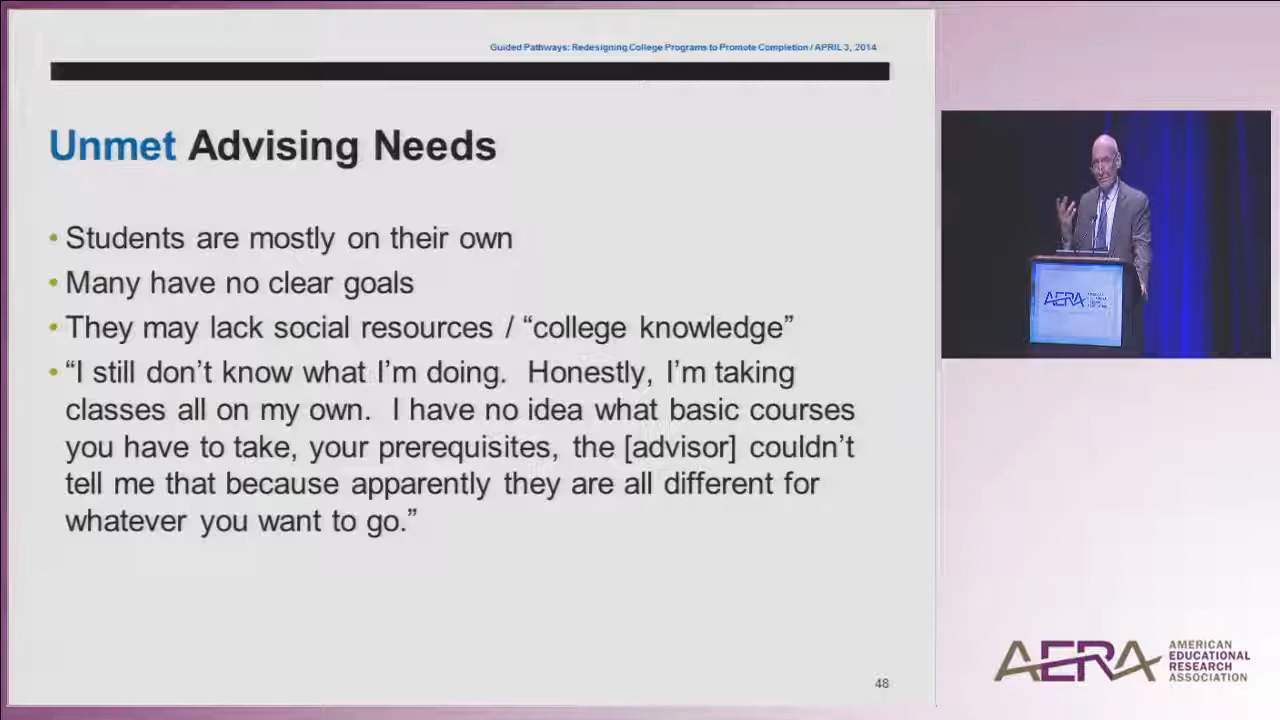 Guided Pathways: Redesigning College Programs to Promote Completion / APRIL 3, 2014
Unmet Advising Needs
• Students are mostly on their own
• Many have no clear goals
• They may lack social resources / “college knowledge”
• “I still don’t know what I’m doing.  Honestly, I’m taking
classes all on my own.  I have no idea what basic courses
you have to take, your prerequisites, the [advisor] couldn’t
tell me that because apparently they are all different for
whatever you want to go.”
48
AERA
AERA
AMERICAN
EDUCATIONAL
RESEARCH
ASSOCIATION